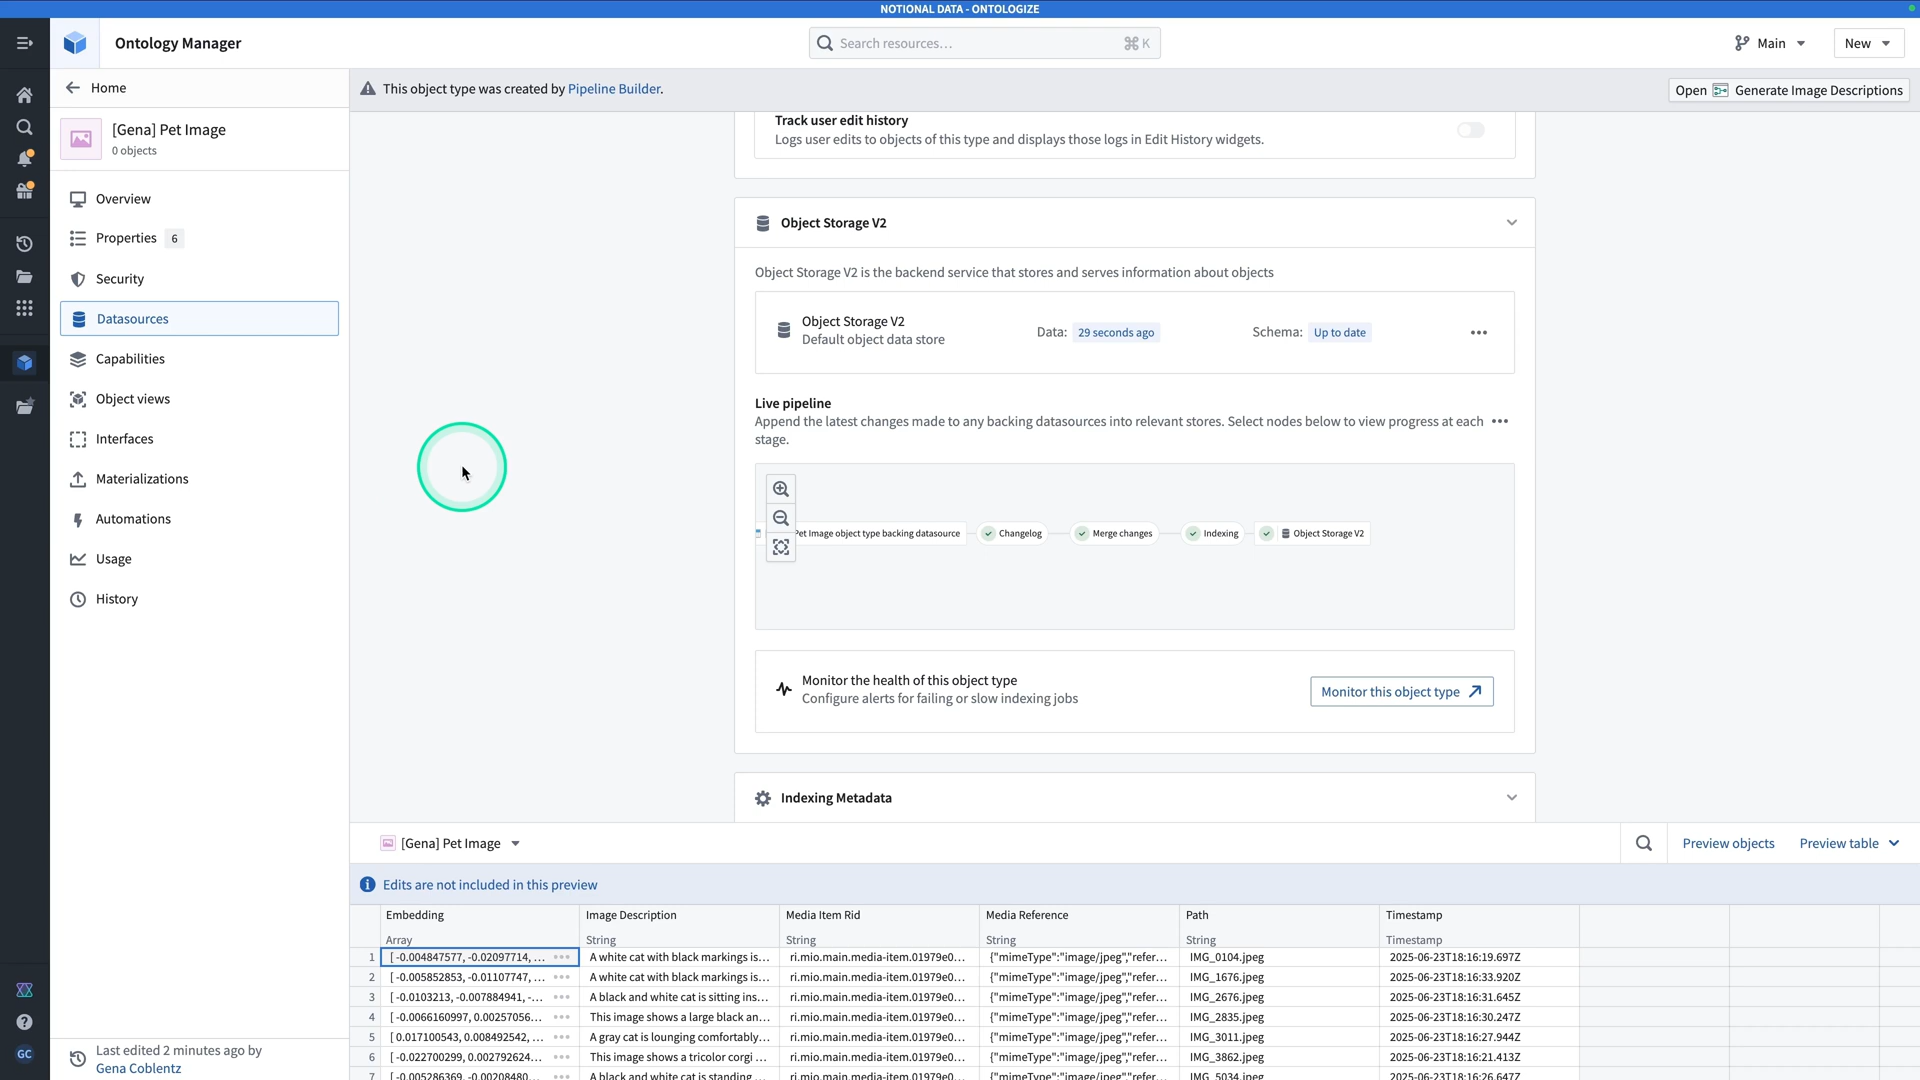 NOTIONAL DATA - ONTOLOGIZE
Ontology Manager
Search resources…
⌘ K
Main
New
Home
This object type was created by Pipeline Builder.
Open Generate Image Descriptions
[Gena] Pet Image
0 objects
Overview
Properties 6
Security
Datasources
Capabilities
Object views
Interfaces
Materializations
Automations
Usage
History
Last edited 2 minutes ago by
Gena Coblentz
GC
Track user edit history
Logs user edits to objects of this type and displays those logs in Edit History widgets.
Object Storage V2
Object Storage V2 is the backend service that stores and serves information about objects
Object Storage V2
Default object data store
Data: 29 seconds ago
Schema: Up to date
Live pipeline
Append the latest changes made to any backing datasources into relevant stores. Select nodes below to view progress at each
stage.
Pet Image object type backing datasource
Changelog
Merge changes
Indexing
Object Storage V2
Monitor the health of this object type
Configure alerts for failing or slow indexing jobs
Monitor this object type
Indexing Metadata
[Gena] Pet Image
Preview objects
Preview table
Edits are not included in this preview
Embedding Image Description Media Item Rid Media Reference Path Timestamp
Array String String String String Timestamp
1 [ -0.004847577, -0.02097714, … A white cat with black markings is… ri.mio.main.media-item.01979e0… {"mimeType":"image/jpeg","refer… IMG_0104.jpeg 2025-06-23T18:16:19.697Z
2 [ -0.005852853, -0.01107747, … A white cat with black markings is… ri.mio.main.media-item.01979e0… {"mimeType":"image/jpeg","refer… IMG_1676.jpeg 2025-06-23T18:16:33.920Z
3 [ -0.0103213, -0.007884941, -… A black and white cat is sitting ins… ri.mio.main.media-item.01979e0… {"mimeType":"image/jpeg","refer… IMG_2676.jpeg 2025-06-23T18:16:31.645Z
4 [ -0.0066160997, 0.00257056… This image shows a large black an… ri.mio.main.media-item.01979e0… {"mimeType":"image/jpeg","refer… IMG_2835.jpeg 2025-06-23T18:16:30.247Z
5 [ 0.017100543, 0.008492542, … A gray cat is lounging comfortably… ri.mio.main.media-item.01979e0… {"mimeType":"image/jpeg","refer… IMG_3011.jpeg 2025-06-23T18:16:27.944Z
6 [ -0.022700299, 0.002792624… This image shows a tricolor corgi … ri.mio.main.media-item.01979e0… {"mimeType":"image/jpeg","refer… IMG_3862.jpeg 2025-06-23T18:16:21.413Z
7 [ -0.005286369, -0.00208480… A black and white cat is standing … ri.mio.main.media-item.01979e0… {"mimeType":"image/jpeg","refer… IMG_5034.jpeg 2025-06-23T18:16:26.647Z